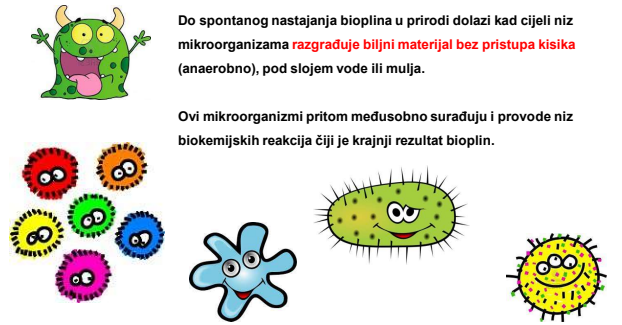 Do spontanog nastajanja bioplina u prirodi dolazi kad cijeli niz
mikroorganizama razgrađuje biljni materijal bez pristupa kisika
(anaerobno), pod slojem vode ili mulja.
Ovi mikroorganizmi pritom međusobno surađuju i provode niz
biokemijskih reakcija čiji je krajnji rezultat bioplin.